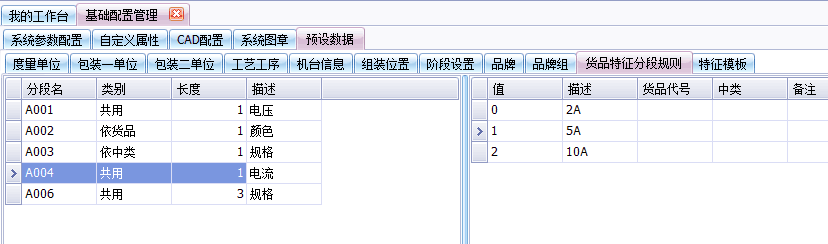 我的工作台 基础配置管理
系统参数配置 自定义属性 CAD配置 系统图章 预设数据
度量单位 包装一单位 包装二单位 工艺工序 机台信息 组装位置 阶段设置 品牌 品牌组 货品特征分段规则 特征模板
分段名 类别 长度 描述
A001 共用 1 电压
A002 依货品 1 颜色
A003 依中类 1 规格
A004 共用 1 电流
A006 共用 3 规格
值 描述 货品代号 中类 备注
0 2A
1 5A
2 10A